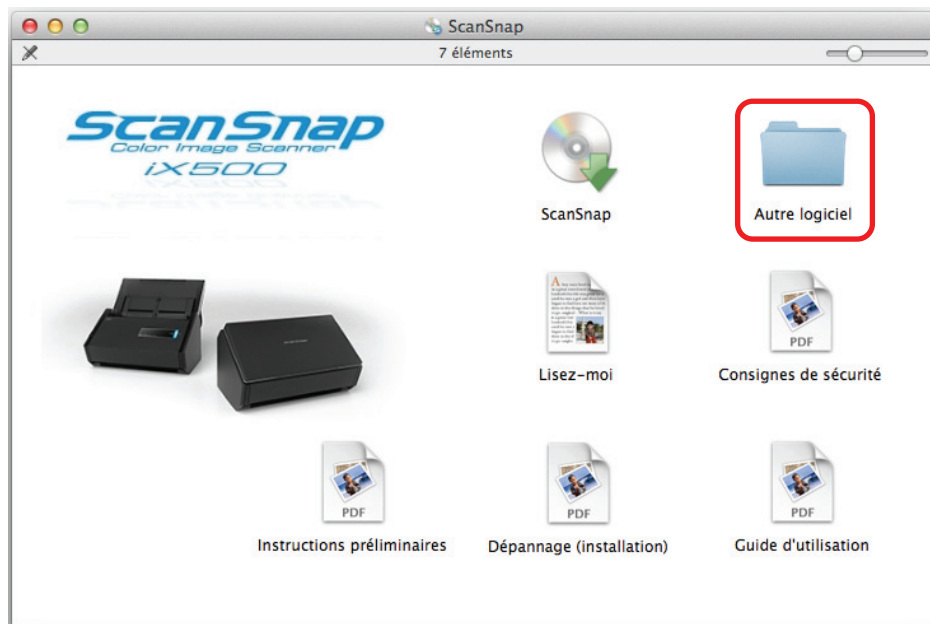 ScanSnap
7 éléments
ScanSnap
Color Image Scanner
iX500
ScanSnap
Autre logiciel
Lisez-moi
PDF
Consignes de sécurité
PDF
Instructions préliminaires
PDF
Dépannage (installation)
PDF
Guide d'utilisation